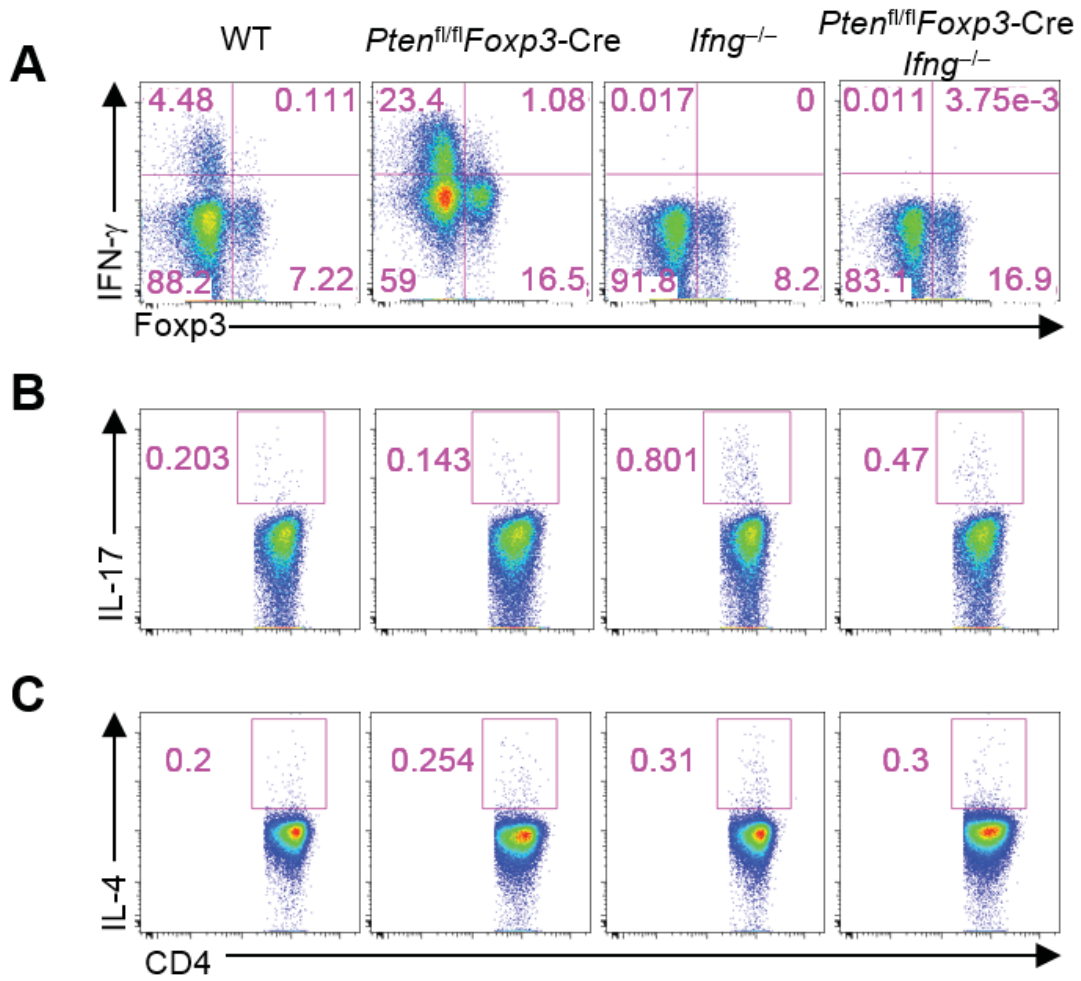 A
WT
Ptenfl/flFoxp3-Cre
Ifng–/–
Ptenfl/flFoxp3-Cre
Ifng–/–
4.48 0.111
23.4 1.08
0.017 0
0.011 3.75e-3
IFN-γ
88.2 7.22
59 16.5
91.8 8.2
83.1 16.9
Foxp3
B
0.203
0.143
0.801
0.47
IL-17
C
0.2
0.254
0.31
0.3
IL-4
CD4